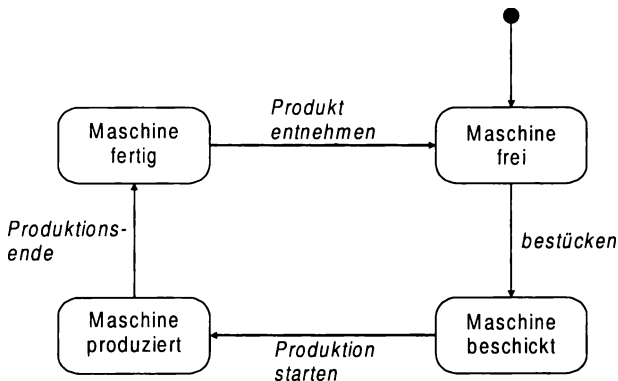 Produkt
entnehmen
Maschine
fertig
Maschine
frei
Produktions-
ende
bestücken
Maschine
produziert
Produktion
starten
Maschine
beschickt